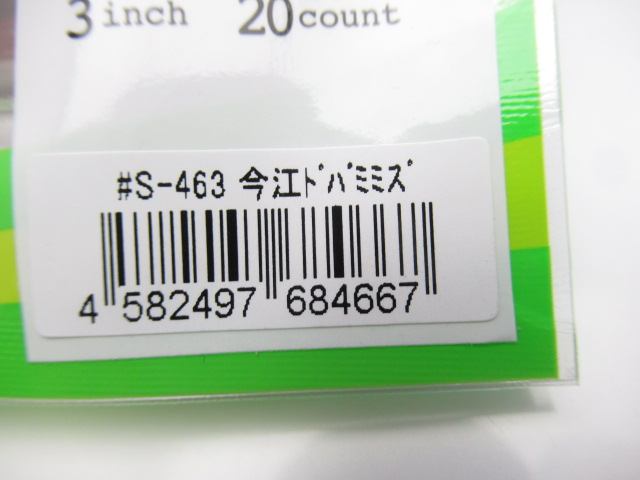 3 inch 20 count
#S-463 今江ﾄﾞﾊﾞﾐﾐｽﾞ
4 582497 684667